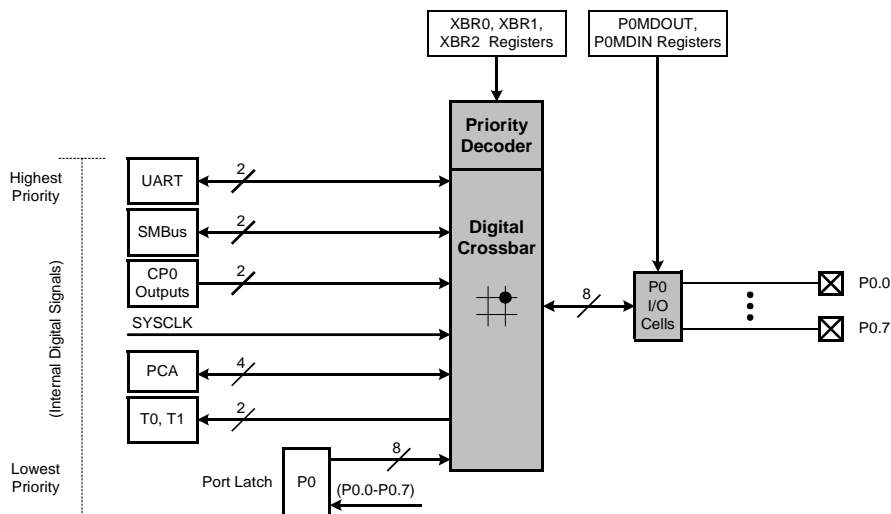 XBR0, XBR1,
XBR2 Registers
P0MDOUT,
P0MDIN Registers
Priority
Decoder
Highest
Priority
UART
2
SMBus
2
Digital
Crossbar
CP0
Outputs
2
P0
I/O
Cells
8
P0.0
P0.7
SYSCLK
(Internal Digital Signals)
PCA
4
T0, T1
2
Lowest
Priority
Port Latch
P0
8
(P0.0-P0.7)